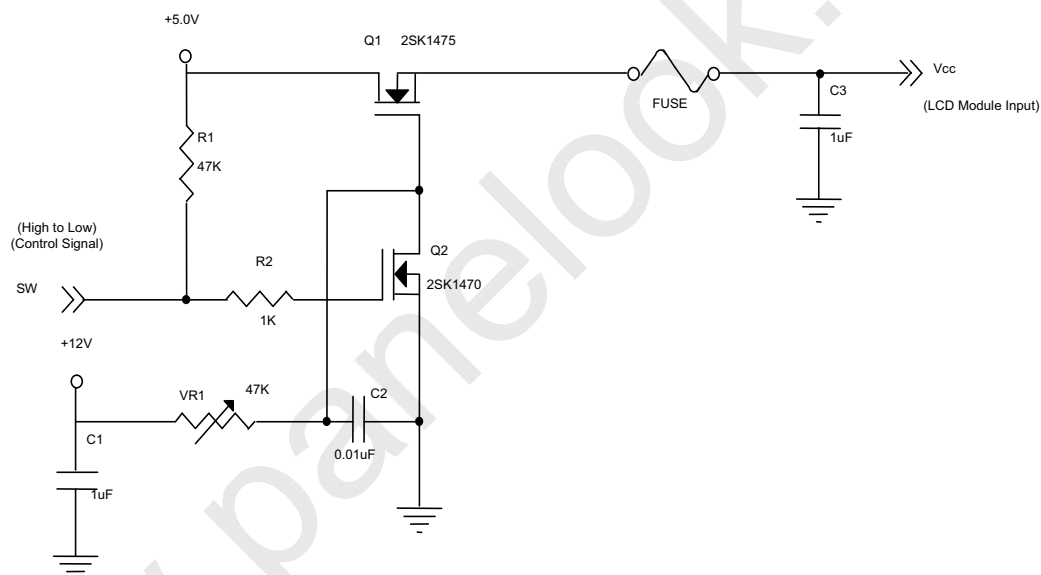 +5.0V
Q1 2SK1475
Vcc
(LCD Module Input)
FUSE
C3
1uF
R1
47K
(High to Low)
(Control Signal)
SW
R2
1K
Q2
2SK1470
+12V
VR1
47K
C2
0.01uF
C1
1uF
panelook.